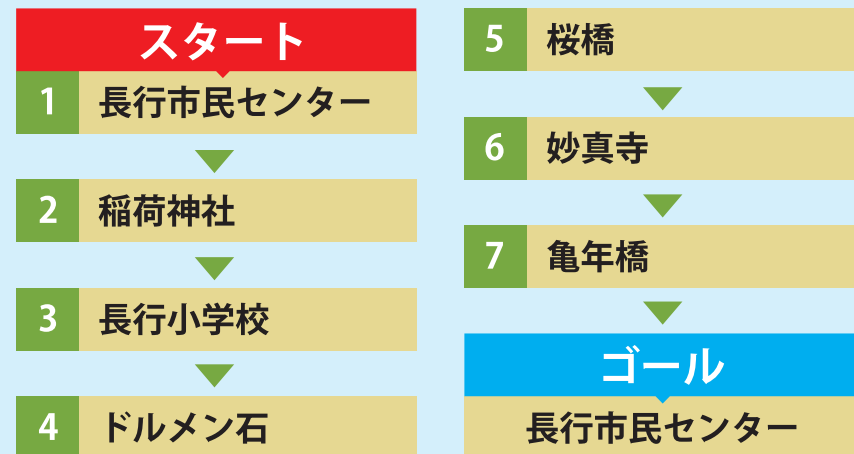 スタート
1 長行市民センター
2 稲荷神社
3 長行小学校
4 ドルメン石
5 桜橋
6 妙真寺
7 亀年橋
ゴール
長行市民センター